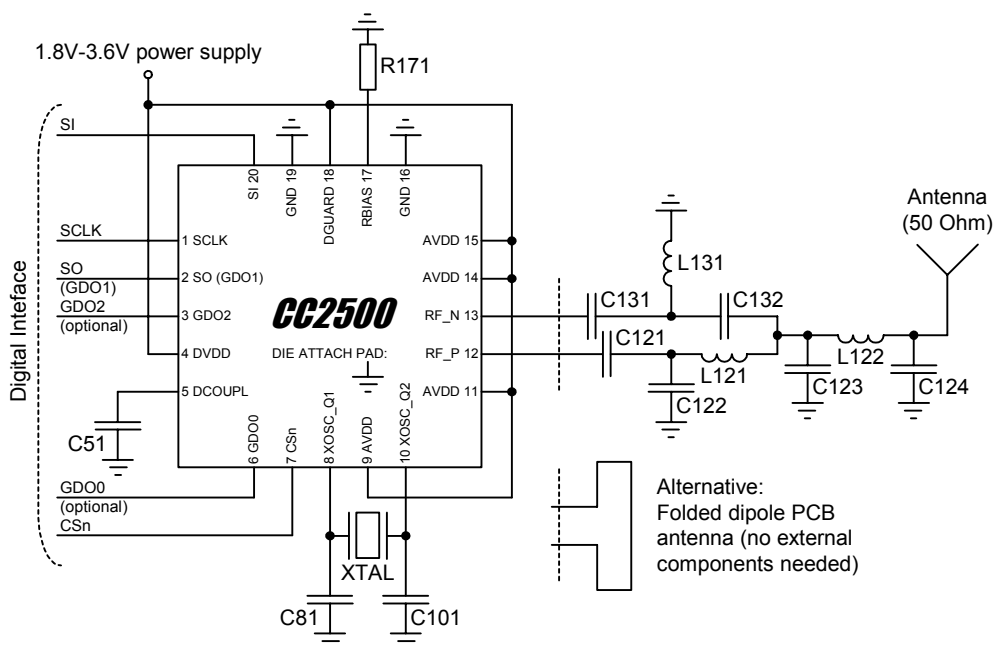 1.8V-3.6V power supply
R171
SI
SI 20
GND 19
DGUARD 18
RBIAS 17
GND 16
Antenna
(50 Ohm)
Digital Inteface
SCLK
1 SCLK
AVDD 15
SO
(GDO1)
2 SO (GDO1)
AVDD 14
L131
GDO2
(optional)
3 GDO2
CC2500
RF_N 13
C131
C132
4 DVDD
DIE ATTACH PAD:
RF_P 12
C121
L121
L122
C123
C124
5 DCOUPL
AVDD 11
C122
C51
6 GDO0
7 CSn
8 XOSC_Q1
9 AVDD
10 XOSC_Q2
GDO0
(optional)
CSn
XTAL
C81
C101
Alternative:
Folded dipole PCB
antenna (no external
components needed)